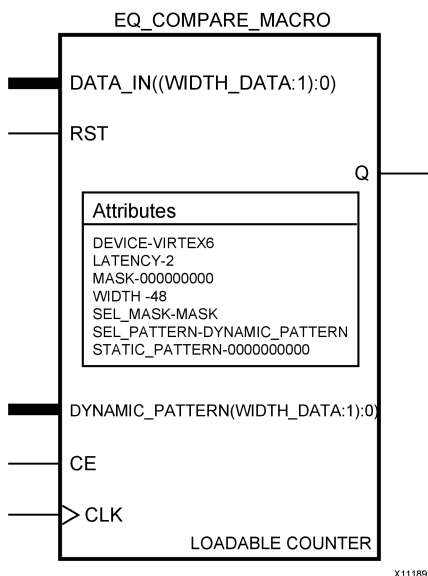 EQ_COMPARE_MACRO
DATA_IN((WIDTH_DATA:1):0)
RST
Q
Attributes
DEVICE-VIRTEX6
LATENCY-2
MASK-000000000
WIDTH -48
SEL_MASK-MASK
SEL_PATTERN-DYNAMIC_PATTERN
STATIC_PATTERN-0000000000
DYNAMIC_PATTERN(WIDTH_DATA:1):0)
CE
CLK
LOADABLE COUNTER
X11189